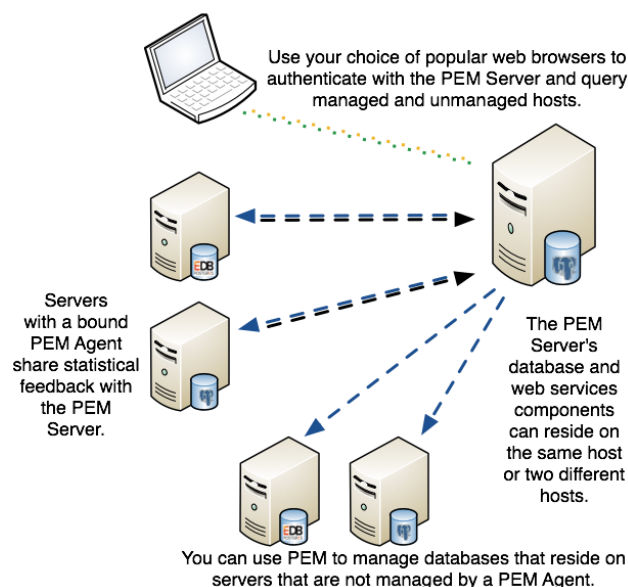 Use your choice of popular web browsers to
authenticate with the PEM Server and query
managed and unmanaged hosts.
EDB
Servers
with a bound
PEM Agent
share statistical
feedback with
the PEM
Server.
The PEM
Server's
database and
web services
components
can reside on
the same host
or two different
hosts.
EDB
You can use PEM to manage databases that reside on
servers that are not managed by a PEM Agent.